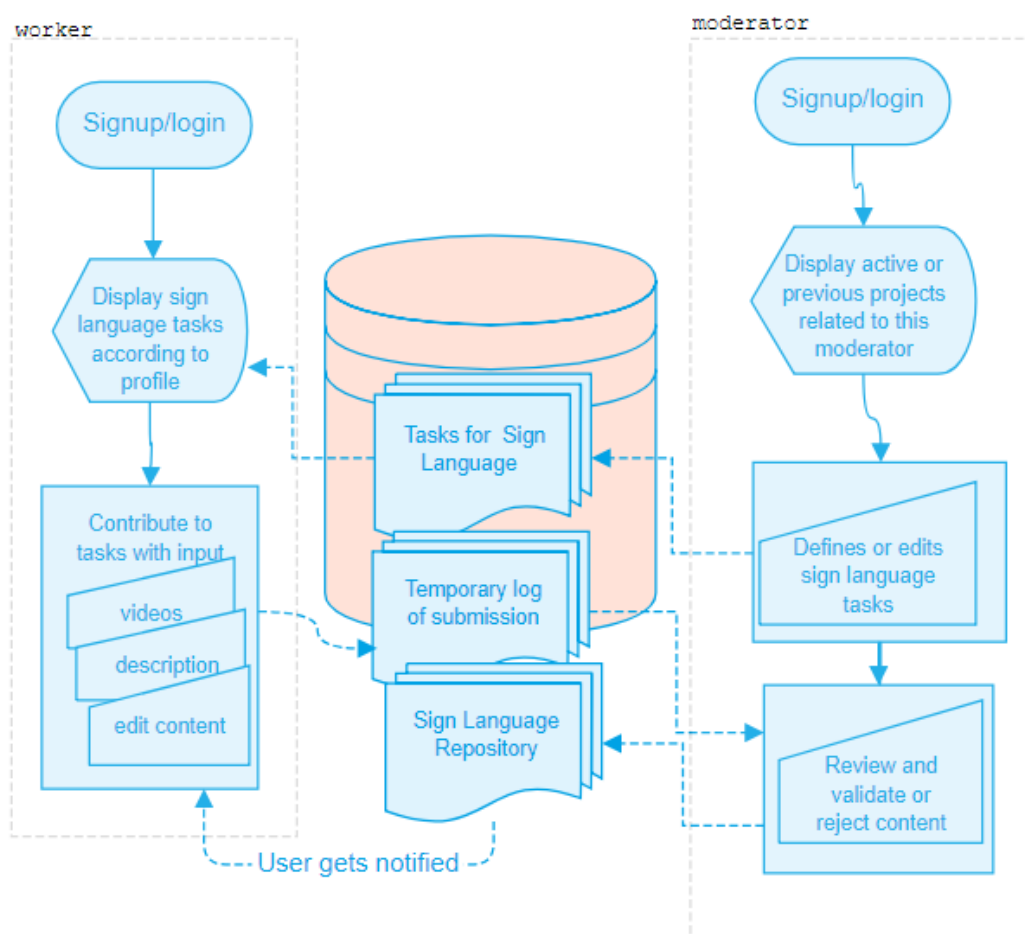 worker
Signup/login
Display sign
language tasks
according to
profile
Contribute to
tasks with input
videos
description
edit content
Tasks for Sign
Language
Temporary log
of submission
Sign Language
Repository
User gets notified
moderator
Signup/login
Display active or
previous projects
related to this
moderator
Defines or edits
sign language
tasks
Review and
validate or
reject content